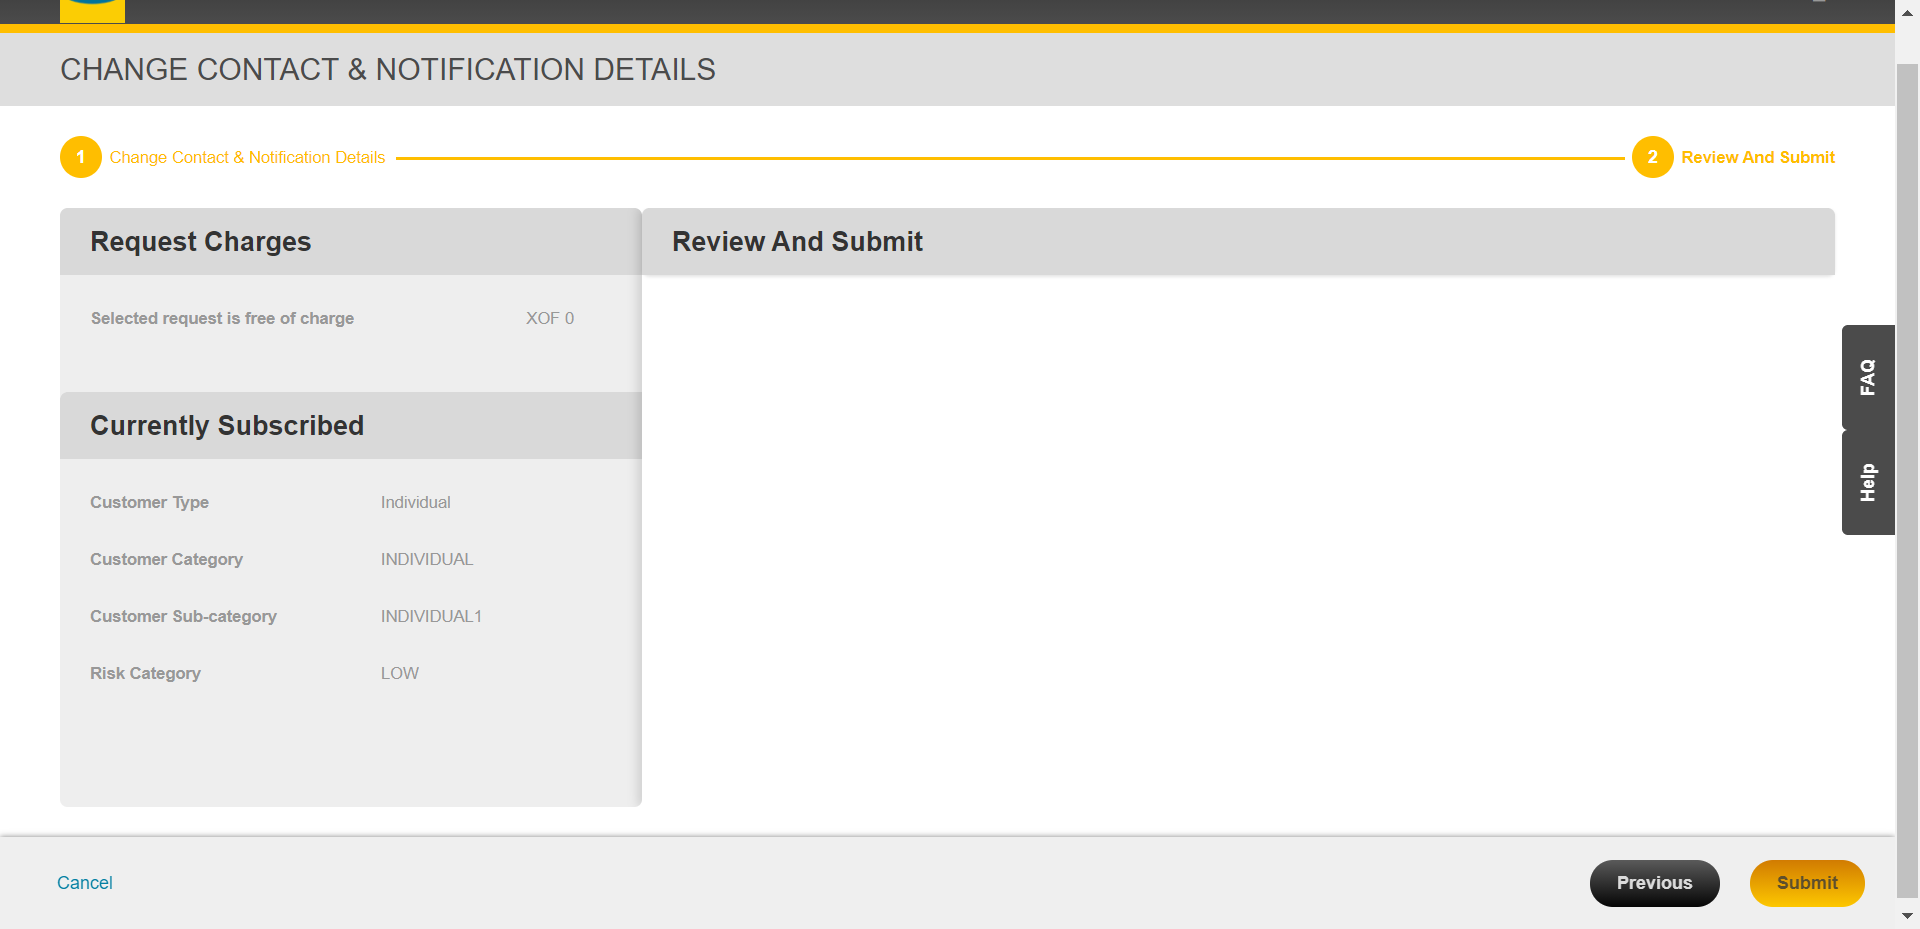 CHANGE CONTACT & NOTIFICATION DETAILS
1 Change Contact & Notification Details
2 Review And Submit
Request Charges
Selected request is free of charge XOF 0
Currently Subscribed
Customer Type Individual
Customer Category INDIVIDUAL
Customer Sub-category INDIVIDUAL1
Risk Category LOW
Review And Submit
FAQ
Help
Cancel
Previous
Submit